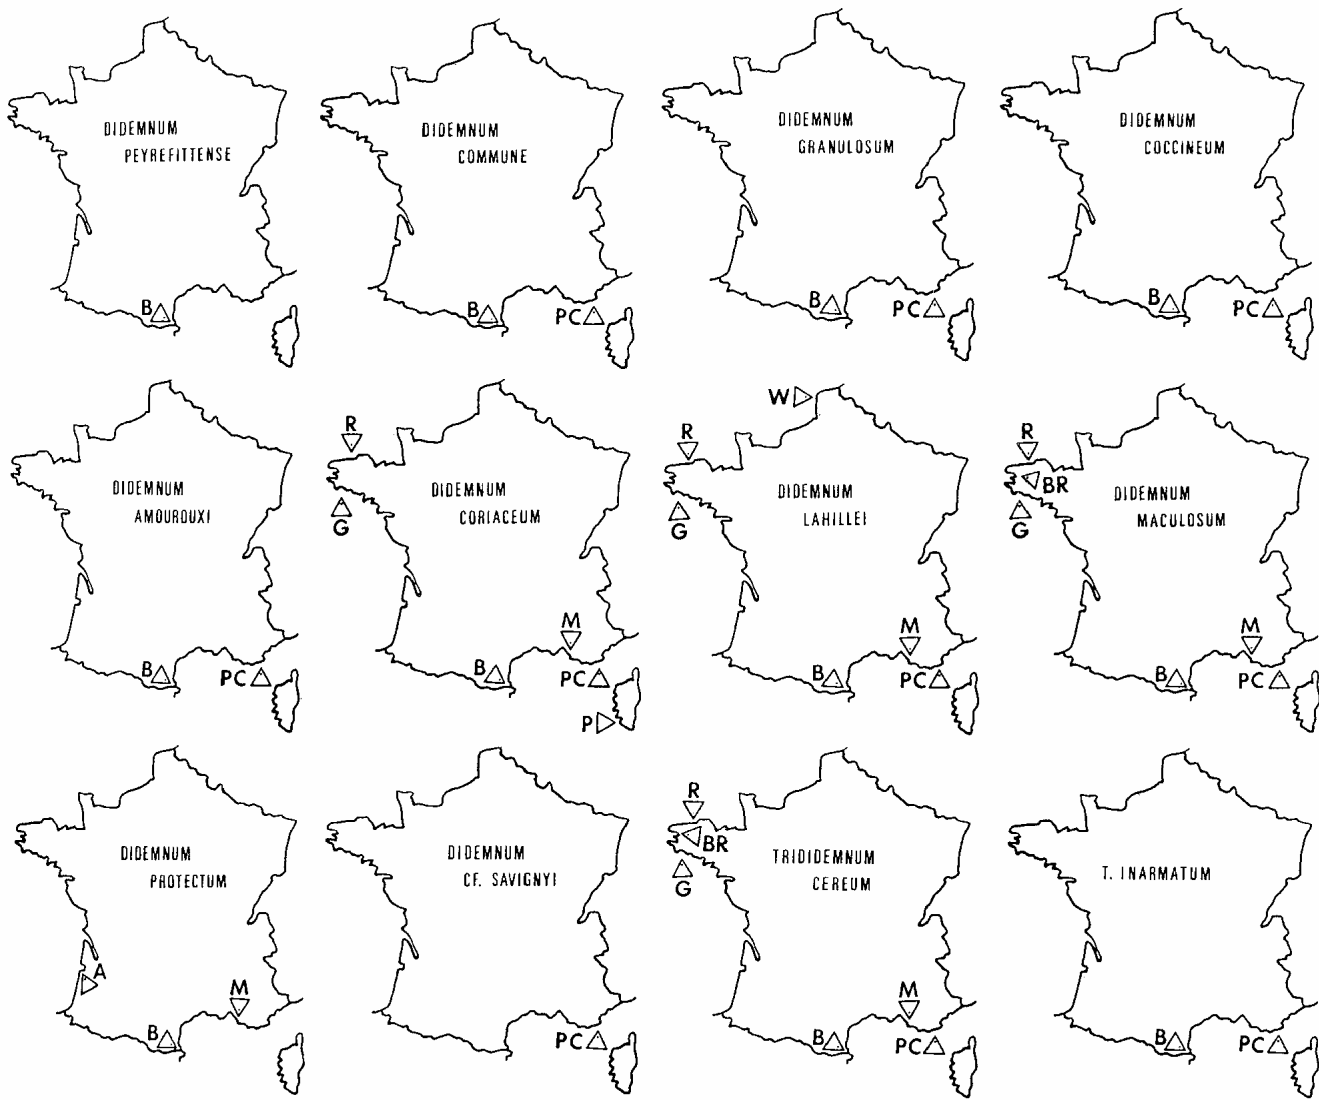 DIDEMNUM
PEYREFITTENSE
B
DIDEMNUM
COMMUNE
B
PC
DIDEMNUM
GRANULOSUM
B
PC
DIDEMNUM
COCCINEUM
B
PC
DIDEMNUM
AMOUROUXI
B
PC
R
G
DIDEMNUM
CORIACEUM
M
B
PC
P
W
R
G
DIDEMNUM
LAHILLEI
M
B
PC
R
BR
G
DIDEMNUM
MACULOSUM
M
B
PC
DIDEMNUM
PROTECTUM
A
M
B
DIDEMNUM
CF. SAVIGNYI
PC
R
BR
G
TRIDIDEMNUM
CEREUM
M
B
PC
T. INARMATUM
B
PC